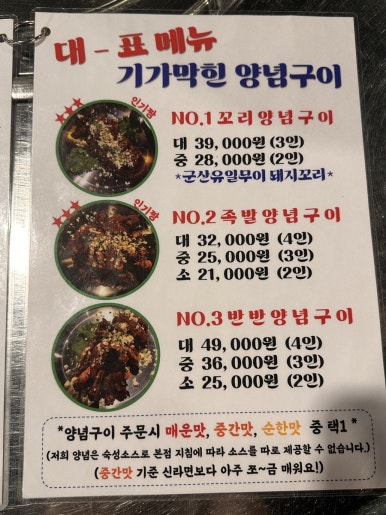 대 - 표 메뉴
기가막힌 양념구이
인기짱
NO.1 꼬리양념구이
대 39,000원 (3인)
중 28,000원 (2인)
*군산유일무이 돼지꼬리*
인기짱
NO.2 족발양념구이
대 32,000원 (4인)
중 25,000원 (3인)
소 21,000원 (2인)
NO.3 반반양념구이
대 49,000원 (4인)
중 36,000원 (3인)
소 25,000원 (2인)
*양념구이 주문시 매운맛, 중간맛, 순한맛 중 택1 *
(저희 양념은 숙성소스로 본점 지침에 따라 소스를 따로 제공할 수 없습니다.)
(중간맛 기준 신라면보다 아주 쪼~금 매워요!)